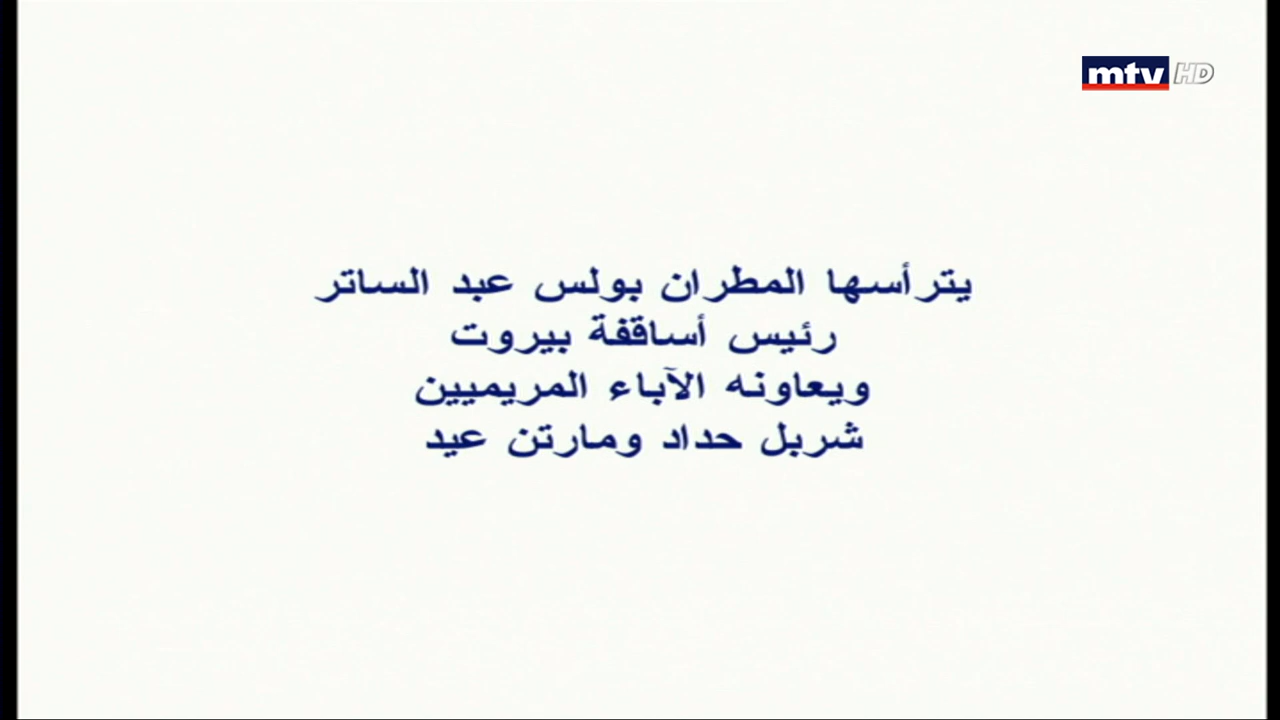 mtv HD
يترأسها المطران بولس عبد الساتر
رئيس أساقفة بيروت
ويعاونه الآباء المريميين
شربل حداد ومارتن عيد